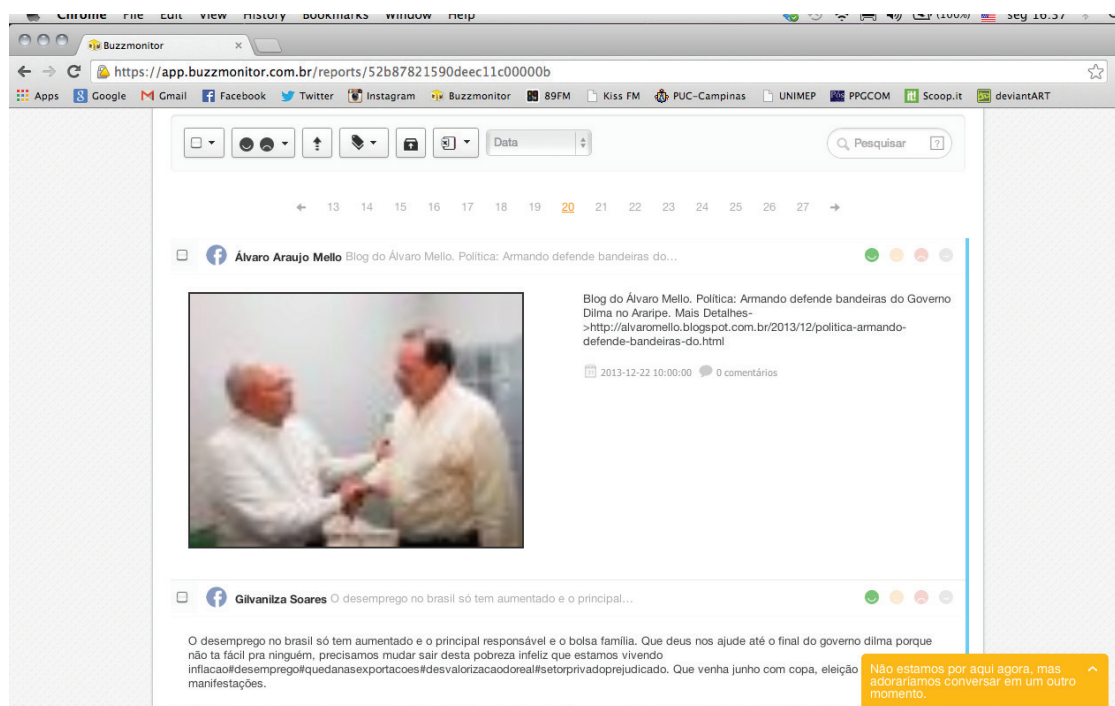 Chrome File Edit View History Bookmarks Window Help (100%) seg 16:37
Buzzmonitor
https://app.buzzmonitor.com.br/reports/52b87821590deec11c00000b
Apps Google Gmail Facebook Twitter Instagram Buzzmonitor 89FM Kiss FM PUC-Campinas UNIMEP PPGCOM Scoop.it deviantART
Data Pesquisar ?
13 14 15 16 17 18 19 20 21 22 23 24 25 26 27
Álvaro Araujo Mello Blog do Álvaro Mello. Política: Armando defende bandeiras do...
Blog do Álvaro Mello. Política: Armando defende bandeiras do Governo
Dilma no Araripe. Mais Detalhes-
>http://alvaromello.blogspot.com.br/2013/12/politica-armando-
defende-bandeiras-do.html
2013-12-22 10:00:00 0 comentários
Gilvanilza Soares O desemprego no brasil só tem aumentado e o principal...
O desemprego no brasil só tem aumentado e o principal responsável e o bolsa família. Que deus nos ajude até o final do governo dilma porque
não ta fácil pra ninguém, precisamos mudar sair desta pobreza infeliz que estamos vivendo
inflacao#desemprego#quedanasexportacoes#desvalorizacaodoreal#setorprivadoprejudicado. Que venha junho com copa, eleição
manifestações.
Não estamos por aqui agora, mas
adoraríamos conversar em um outro
momento.